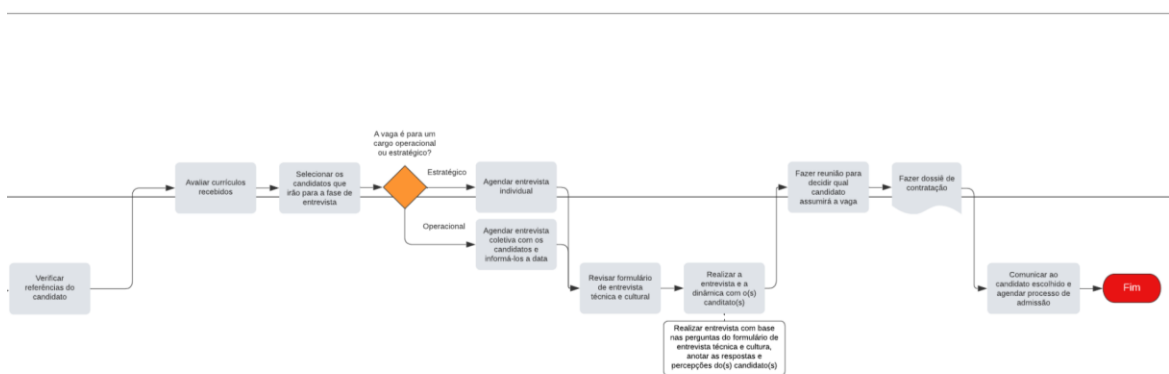 Verificar
referências do
candidato
Avaliar currículos
recebidos
Selecionar os
candidatos que
irão para a fase de
entrevista
A vaga é para um
cargo operacional
ou estratégico?
Estratégico
Operacional
Agendar entrevista
individual
Agendar entrevista
coletiva com os
candidatos e
informá-los a data
Revisar formulário
de entrevista
técnica e cultural
Realizar a
entrevista e a
dinâmica com o(s)
canditato(s)
Realizar entrevista com base
nas perguntas do formulário de
entrevista técnica e cultura,
anotar as respostas e
percepções do(s) candidato(s)
Fazer reunião para
decidir qual
candidato
assumirá a vaga
Fazer dossiê de
contratação
Comunicar ao
candidato escolhido e
agendar processo de
admissão
Fim